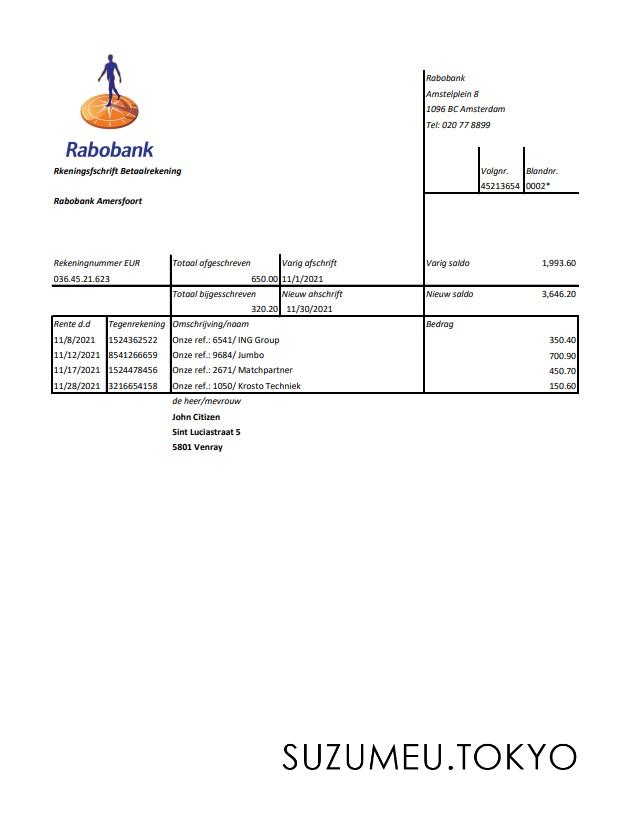 Rabobank
Amstelplein 8
1096 BC Amsterdam
Tel: 020 77 8899
Rabobank
Rkeningsfschrift Betaalrekening
Volgnr. Blandnr.
45213654 0002*
Rabobank Amersfoort
Rekeningnummer EUR Totaal afgeschreven Varig afschrift Varig saldo 1,993.60
036.45.21.623 650.00 11/1/2021
Totaal bijgesschreven Nieuw ahschrift Nieuw saldo 3,646.20
320.20 11/30/2021
Rente d.d Tegenrekening Omschrijving/naam Bedrag
11/8/2021 1524362522 Onze ref.: 6541/ ING Group 350.40
11/12/2021 8541266659 Onze ref.: 9684/ Jumbo 700.90
11/17/2021 1524478456 Onze ref.: 2671/ Matchpartner 450.70
11/28/2021 3216654158 Onze ref.: 1050/ Krosto Techniek 150.60
de heer/mevrouw
John Citizen
Sint Luciastraat 5
5801 Venray
SUZUMEU.TOKYO